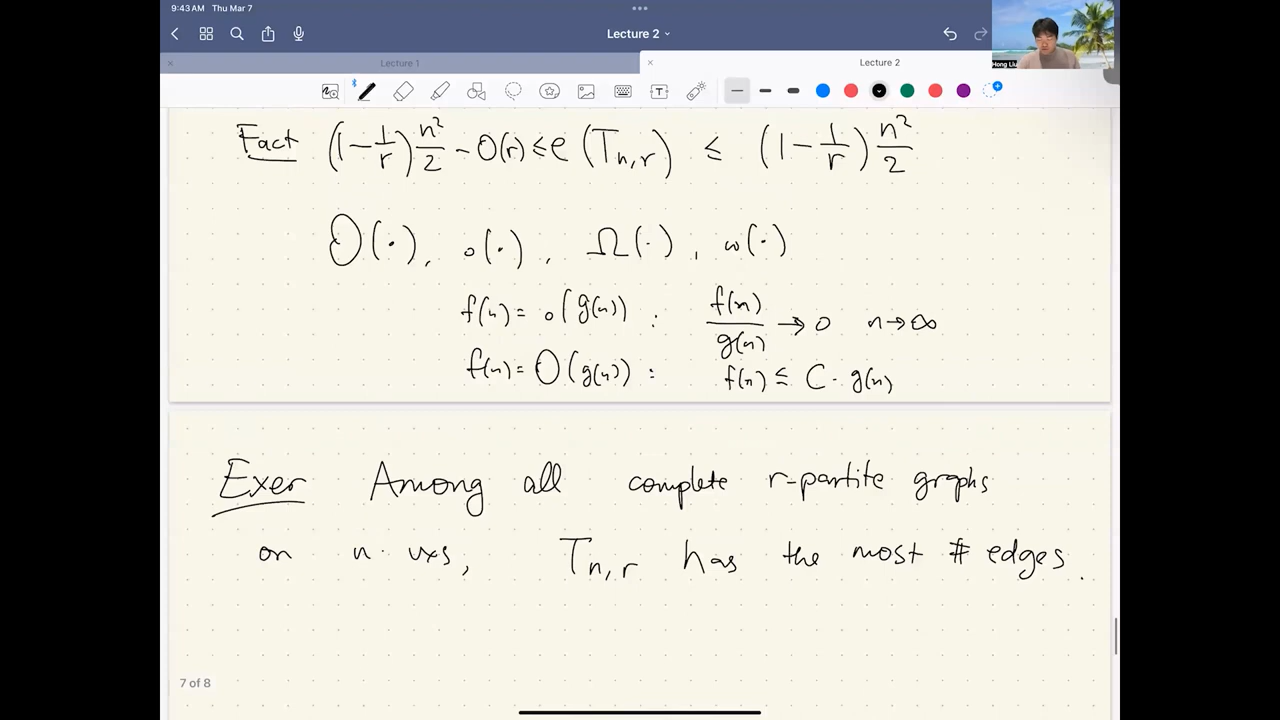 9:43 AM Thu Mar 7
Lecture 2
Lecture 1
Lecture 2
Hong Liu
Fact (1 - 1/r) n²/2 - O(r) ≤ e(T_{n,r}) ≤ (1 - 1/r) n²/2
O(·), o(·), Ω(·), ω(·)
f(n) = o(g(n)) : f(n)/g(n) → 0 n → ∞
f(n) = O(g(n)) : f(n) ≤ C · g(n)
Exer Among all complete r-partite graphs
on n vxs, T_{n,r} has the most # edges.
7 of 8